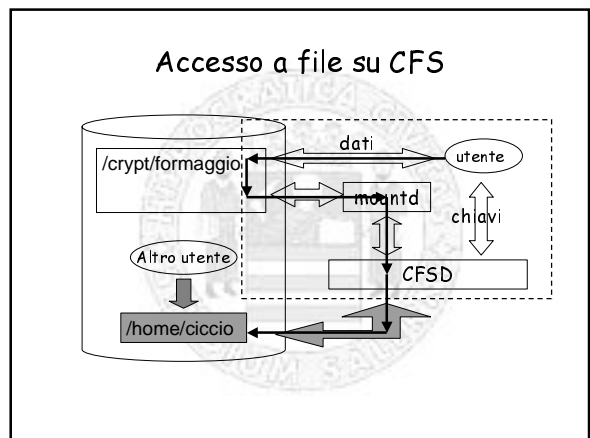 Accesso a file su CFS
dati
utente
/crypt/formaggio
mountd
chiavi
Altro utente
CFSD
/home/ciccio